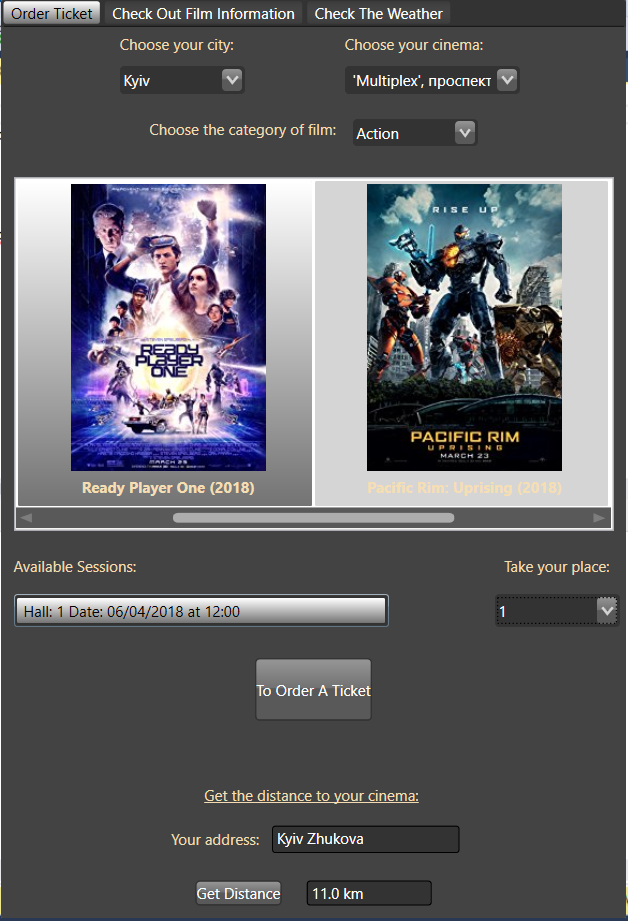 Order Ticket Check Out Film Information Check The Weather
Choose your city: Choose your cinema:
Kyiv 'Multiplex', проспект
Choose the category of film: Action
RISE UP
READY
PLAYER
ONE
MARCH 29
PACIFIC RIM
UPRISING
MARCH 23
Ready Player One (2018) Pacific Rim: Uprising (2018)
Available Sessions: Take your place:
Hall: 1 Date: 06/04/2018 at 12:00 1
To Order A Ticket
Get the distance to your cinema:
Your address: Kyiv Zhukova
Get Distance 11.0 km